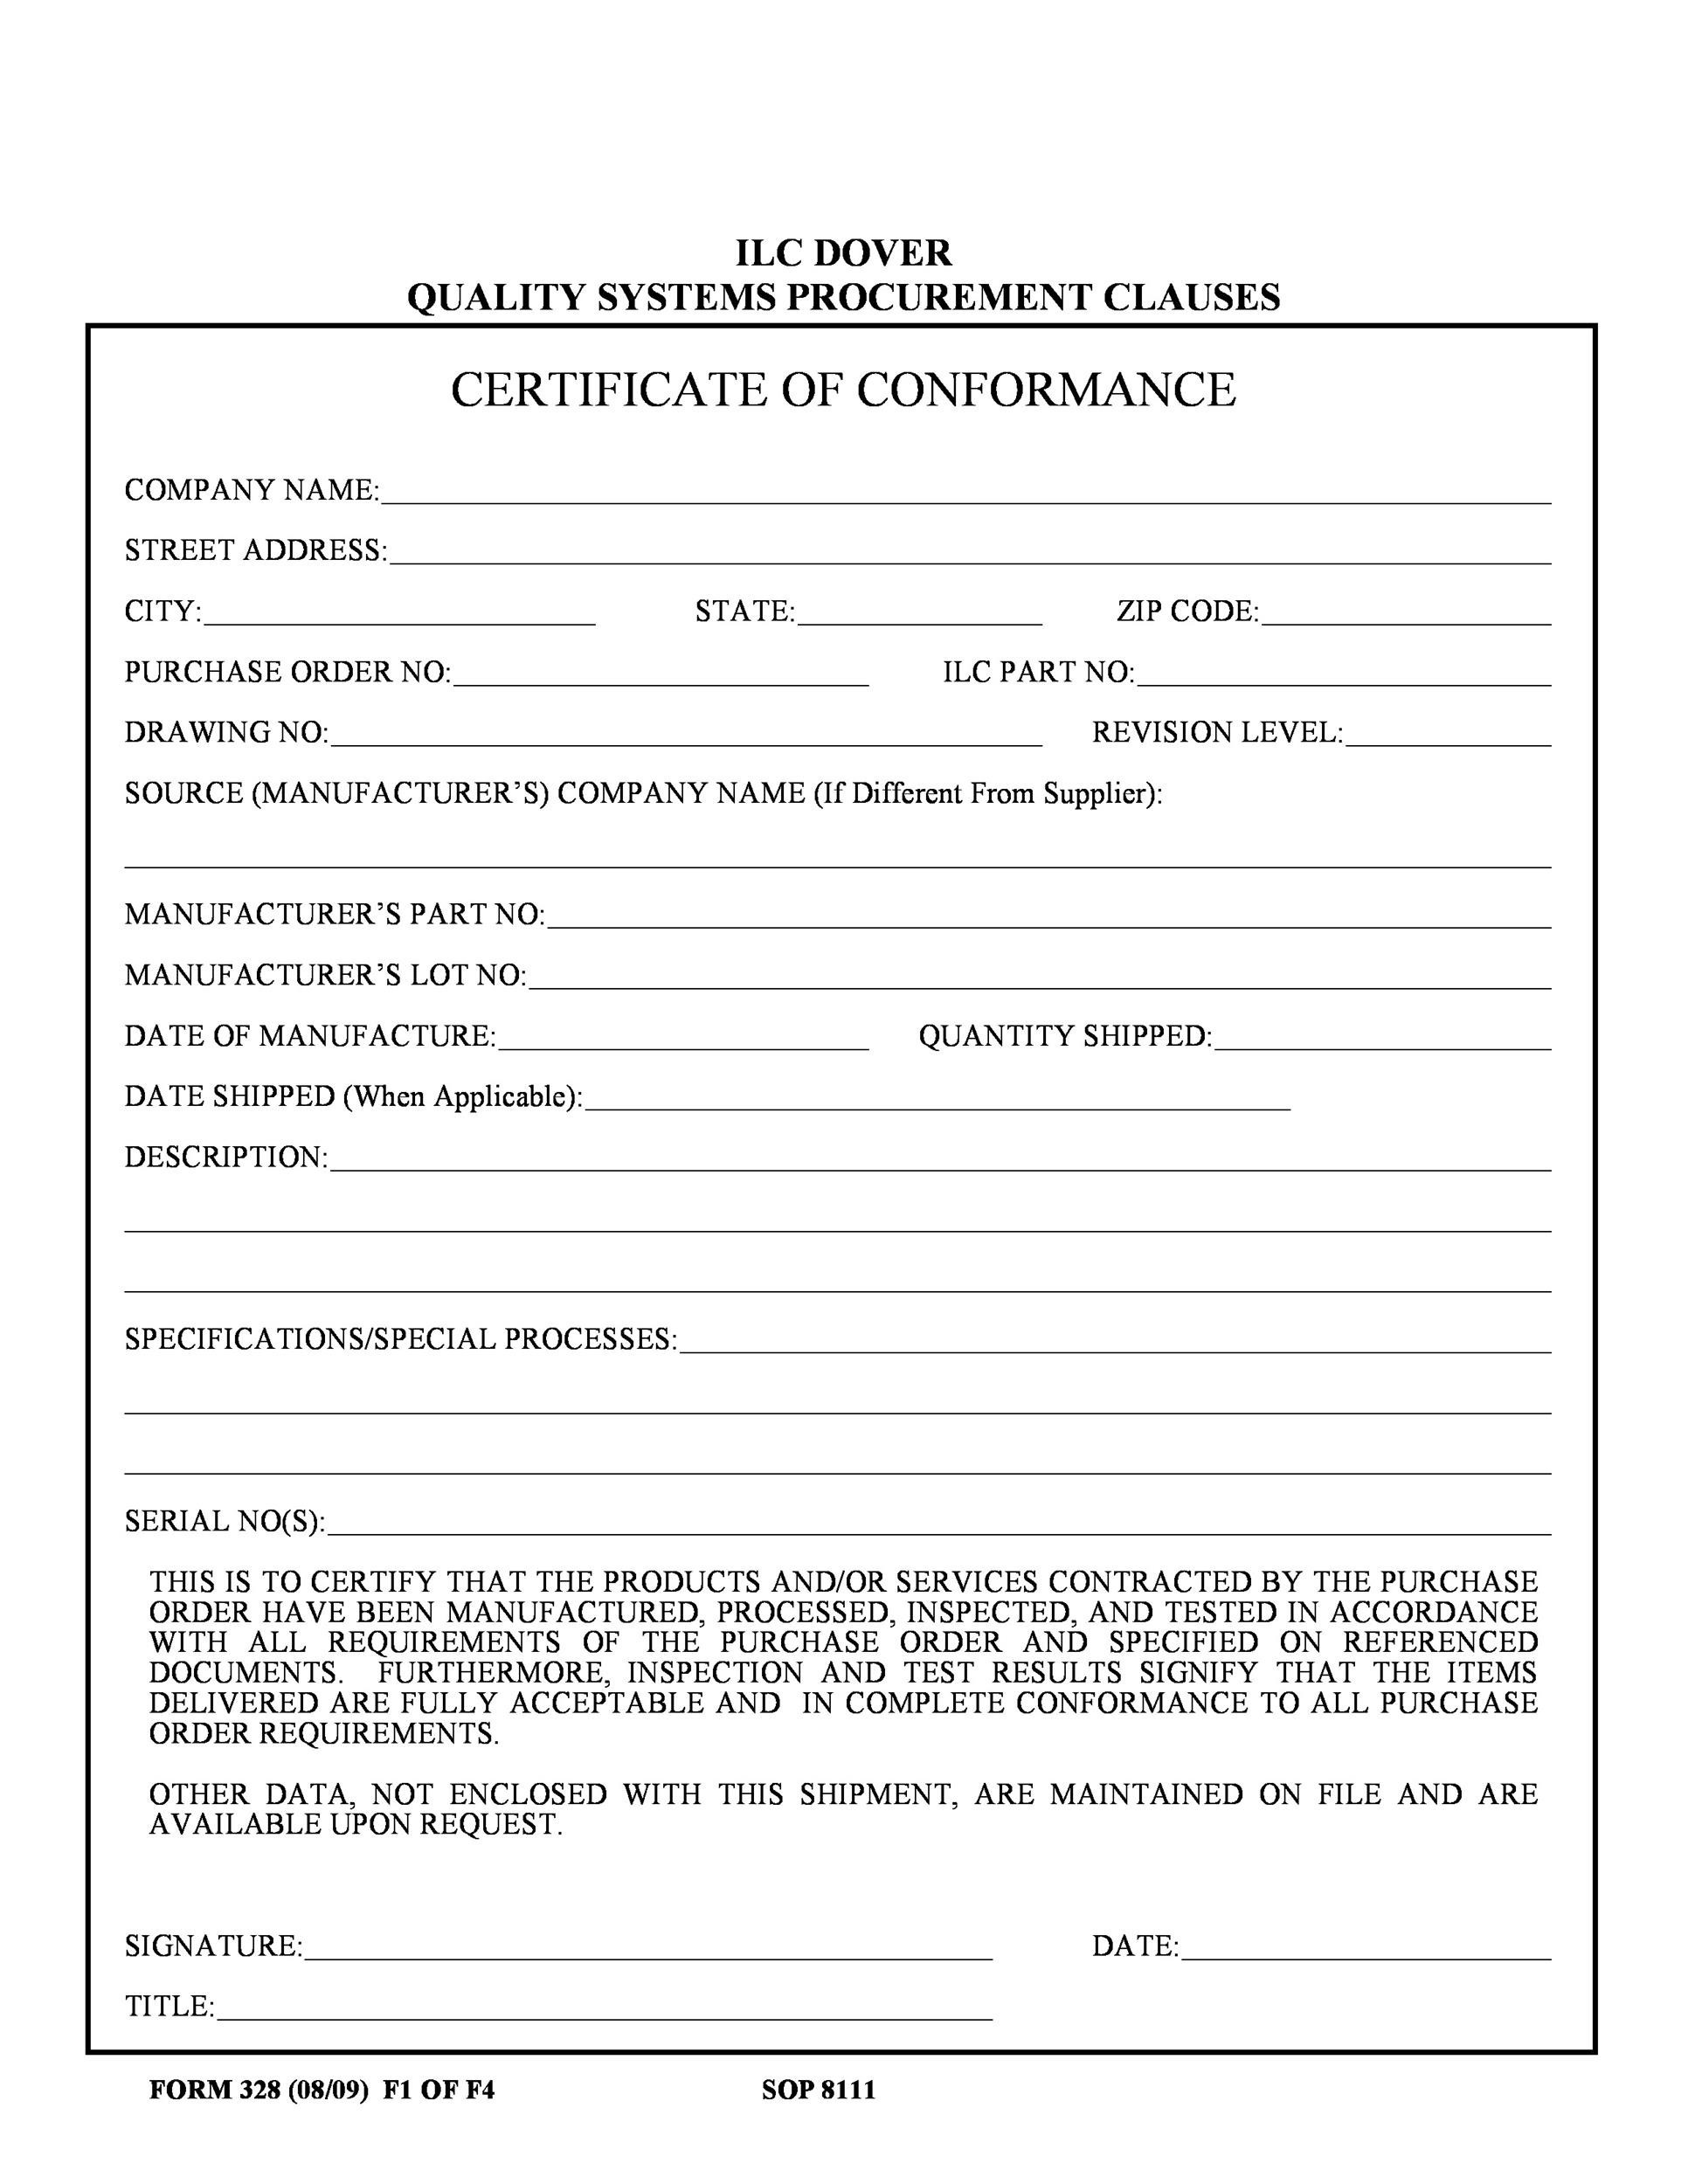 ILC DOVER
QUALITY SYSTEMS PROCUREMENT CLAUSES
CERTIFICATE OF CONFORMANCE
COMPANY NAME:
STREET ADDRESS:
CITY: STATE: ZIP CODE:
PURCHASE ORDER NO: ILC PART NO:
DRAWING NO: REVISION LEVEL:
SOURCE (MANUFACTURER’S) COMPANY NAME (If Different From Supplier):
MANUFACTURER’S PART NO:
MANUFACTURER’S LOT NO:
DATE OF MANUFACTURE: QUANTITY SHIPPED:
DATE SHIPPED (When Applicable):
DESCRIPTION:
SPECIFICATIONS/SPECIAL PROCESSES:
SERIAL NO(S):
THIS IS TO CERTIFY THAT THE PRODUCTS AND/OR SERVICES CONTRACTED BY THE PURCHASE
ORDER HAVE BEEN MANUFACTURED, PROCESSED, INSPECTED, AND TESTED IN ACCORDANCE
WITH ALL REQUIREMENTS OF THE PURCHASE ORDER AND SPECIFIED ON REFERENCED
DOCUMENTS. FURTHERMORE, INSPECTION AND TEST RESULTS SIGNIFY THAT THE ITEMS
DELIVERED ARE FULLY ACCEPTABLE AND IN COMPLETE CONFORMANCE TO ALL PURCHASE
ORDER REQUIREMENTS.
OTHER DATA, NOT ENCLOSED WITH THIS SHIPMENT, ARE MAINTAINED ON FILE AND ARE
AVAILABLE UPON REQUEST.
SIGNATURE: DATE:
TITLE:
FORM 328 (08/09) F1 OF F4 SOP 8111